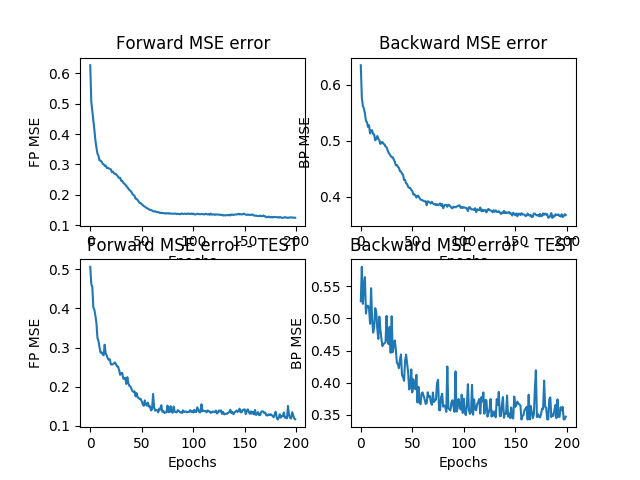 Forward MSE error
Backward MSE error
0.6
0.5
0.4
0.3
0.2
0.1
FP MSE
0 50 100 150 200
Epochs
0.6
0.5
0.4
BP MSE
0 50 100 150 200
Epochs
Forward MSE error - TEST
Backward MSE error - TEST
0.5
0.4
0.3
0.2
0.1
FP MSE
0 50 100 150 200
Epochs
0.55
0.50
0.45
0.40
0.35
BP MSE
0 50 100 150 200
Epochs